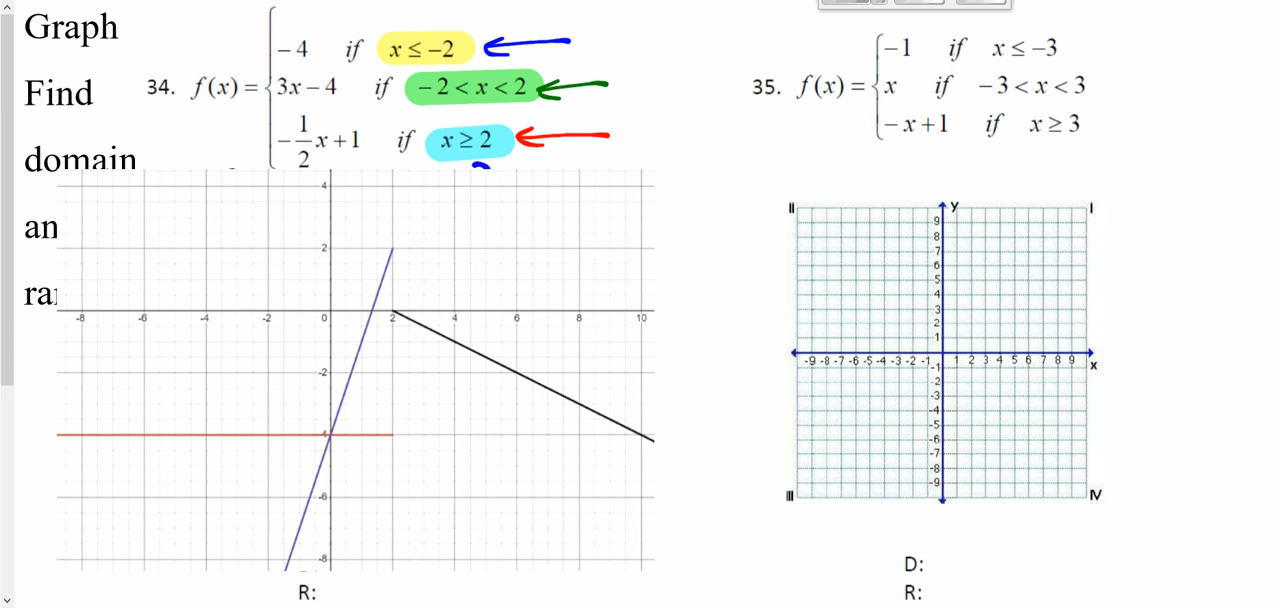 Graph
Find
domain
an
ra
34. f(x) = { -4 if x ≤ -2
3x - 4 if -2 < x < 2
-1/2 x + 1 if x ≥ 2
4
2
-8 -6 -4 -2 0 2 4 6 8 10
-2
-6
-8
R:
35. f(x) = { -1 if x ≤ -3
x if -3 < x < 3
-x + 1 if x ≥ 3
II y I
9
8
7
6
5
4
3
2
1
-9 -8 -7 -6 -5 -4 -3 -2 -1 1 2 3 4 5 6 7 8 9 x
-1
-2
-3
-4
-5
-6
-7
-8
-9
III IV
D:
R: